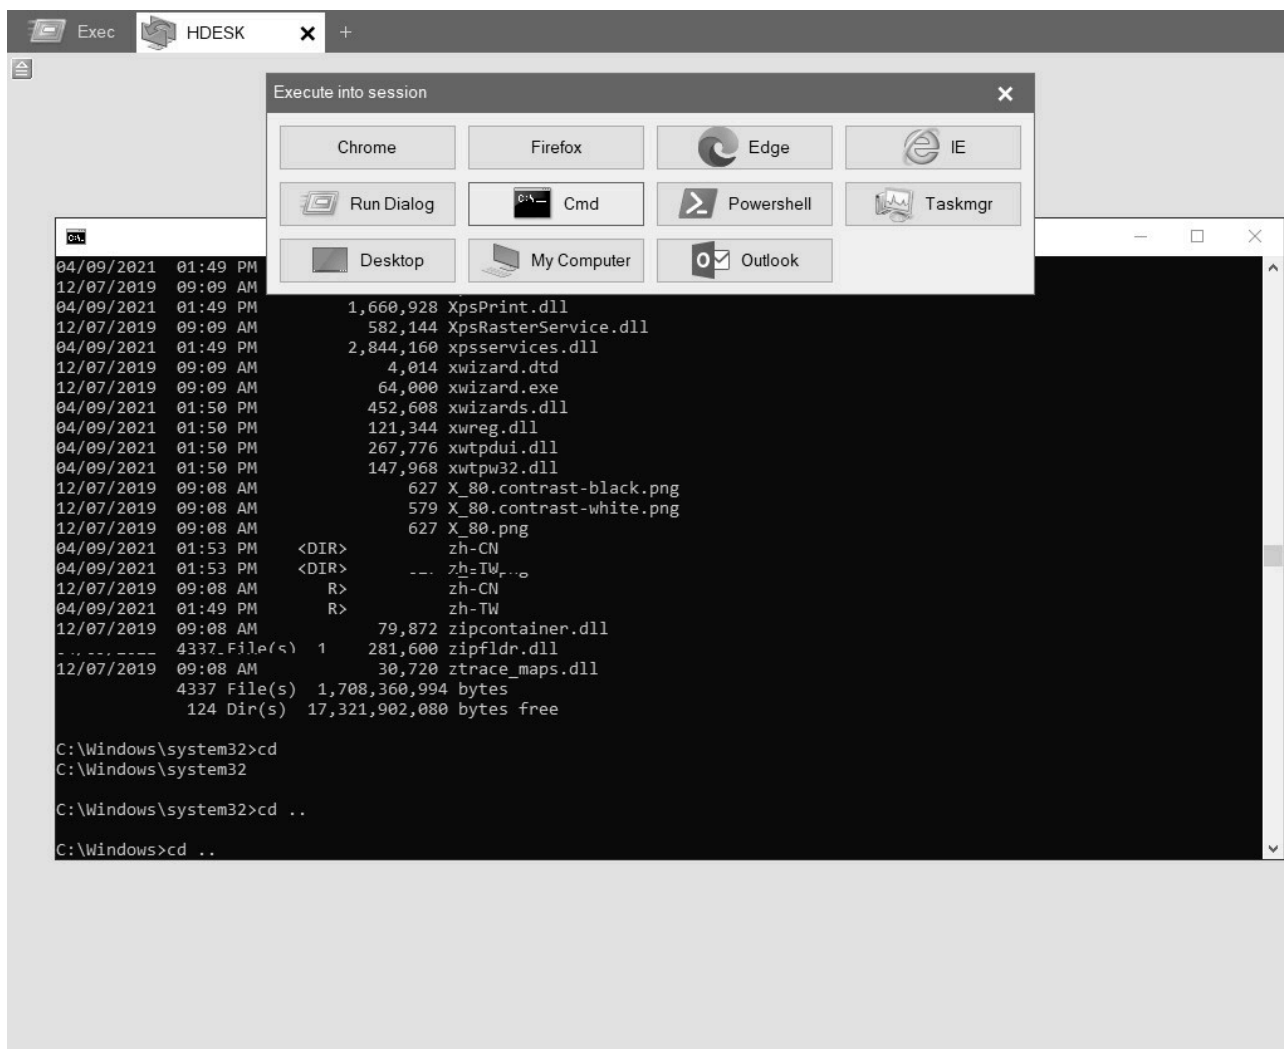 Exec HDESK +
Execute into session
Chrome Firefox Edge IE
Run Dialog Cmd Powershell Taskmgr
Desktop My Computer Outlook
04/09/2021  01:49 PM
12/07/2019  09:09 AM
04/09/2021  01:49 PM         1,660,928 XpsPrint.dll
12/07/2019  09:09 AM           582,144 XpsRasterService.dll
04/09/2021  01:49 PM         2,844,160 xpsservices.dll
12/07/2019  09:09 AM             4,014 xwizard.dtd
12/07/2019  09:09 AM            64,000 xwizard.exe
04/09/2021  01:50 PM           452,608 xwizards.dll
04/09/2021  01:50 PM           121,344 xwreg.dll
04/09/2021  01:50 PM           267,776 xwtpdui.dll
04/09/2021  01:50 PM           147,968 xwtpw32.dll
12/07/2019  09:08 AM               627 X_80.contrast-black.png
12/07/2019  09:08 AM               579 X_80.contrast-white.png
12/07/2019  09:08 AM               627 X_80.png
04/09/2021  01:53 PM    <DIR>          zh-CN
04/09/2021  01:53 PM    <DIR>          zh-TW
12/07/2019  09:08 AM       R>          zh-CN
04/09/2021  01:49 PM       R>          zh-TW
12/07/2019  09:08 AM            79,872 zipcontainer.dll
4337 File(s)  1    281,600 zipfldr.dll
12/07/2019  09:08 AM            30,720 ztrace_maps.dll
4337 File(s)  1,708,360,994 bytes
124 Dir(s)  17,321,902,080 bytes free
C:\Windows\system32>cd
C:\Windows\system32
C:\Windows\system32>cd ..
C:\Windows>cd ..